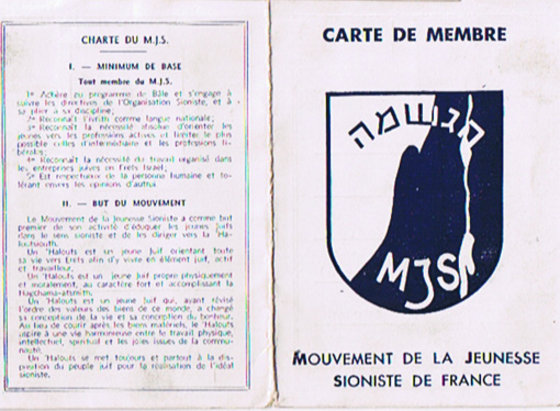 CHARTE DU M.J.S.
I. — MINIMUM DE BASE
Tout membre du M.J.S.
1° Achère au programme de Bâle et s'engage à
suivre les directives de l'Organisation Sioniste, et à
se plier à sa discipline;
2° Reconnaît l'ivrith comme langue nationale;
3° Reconnaît la nécessité absolue d'orienter les
jeunes vers les professions actives et limiter le plus
possible celles d'intermédiaire et les professions li-
bérales;
4° Reconnaît la nécessité du travail organisé dans
les entreprises juives en Erets Israel;
5° Est respectueux de la personne humaine et to-
lérant envers les opinions d'autrui.
II. — BUT DU MOUVEMENT
Le Mouvement de la Jeunesse Sioniste a comme but
premier de son activité d'éduquer les jeunes Juifs
dans le sens sioniste et de les diriger vers la 'Ha-
loutsiouth.
Un 'Halouts est un jeune Juif orientant toute
sa vie vers Erets afin d'y vivre en élément juif, actif
et travailleur.
Un 'Halouts est un jeune Juif propre physiquement
et moralement, au caractère fort et accomplissant la
Hagchama-atsmith.
Un 'Halouts est un jeune Juif qui, ayant révisé
l'ordre des valeurs des biens de ce monde, a changé
sa conception de la vie et sa conception du bonheur.
Au lieu de courir après les biens matériels, le 'Halouts
aspire à une vie harmonieuse entre le travail physique,
intellectuel, spirituel et les joies issues de la commu-
nauté.
Un 'Halouts se met toujours et partout à la dis-
position du peuple juif pour la réalisation de l'idéal
sioniste.
CARTE DE MEMBRE
מגשמה
MJS
MOUVEMENT DE LA JEUNESSE
SIONISTE DE FRANCE